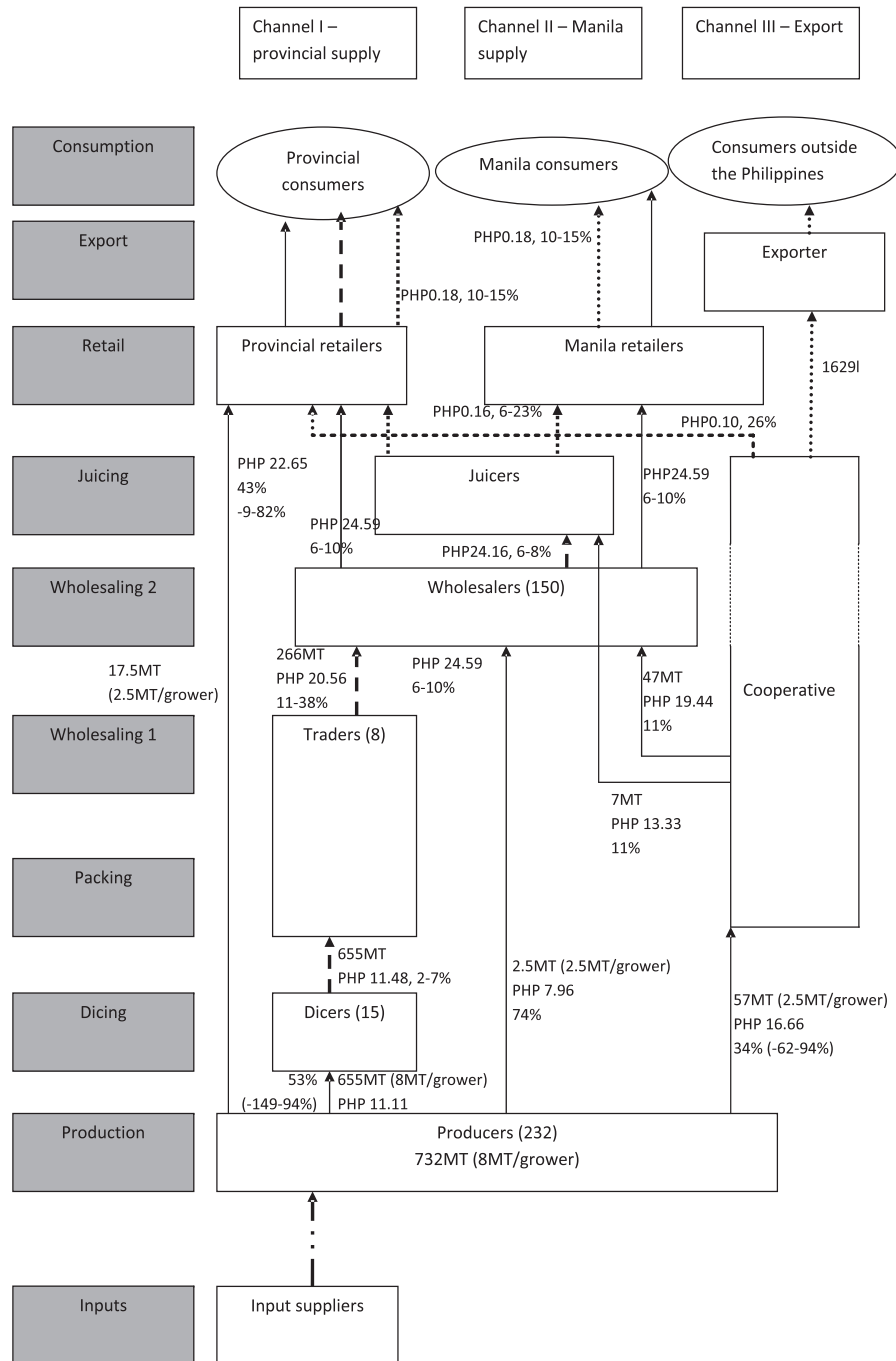 Channel I –
provincial supply
Channel II – Manila
supply
Channel III – Export
Consumption
Provincial
consumers
Manila consumers
Consumers outside
the Philippines
Export
PHP0.18, 10-15%
PHP0.18, 10-15%
Exporter
Retail
Provincial retailers
Manila retailers
1629l
PHP0.16, 6-23%
PHP0.10, 26%
Juicing
PHP 22.65
43%
-9-82%
Juicers
PHP24.59
6-10%
PHP 24.59
6-10%
PHP24.16, 6-8%
Wholesaling 2
Wholesalers (150)
17.5MT
(2.5MT/grower)
266MT
PHP 20.56
11-38%
PHP 24.59
6-10%
47MT
PHP 19.44
11%
Cooperative
Wholesaling 1
Traders (8)
7MT
PHP 13.33
11%
Packing
655MT
PHP 11.48, 2-7%
2.5MT (2.5MT/grower)
PHP 7.96
74%
57MT (2.5MT/grower)
PHP 16.66
34% (-62-94%)
Dicing
Dicers (15)
53%
(-149-94%)
655MT (8MT/grower)
PHP 11.11
Production
Producers (232)
732MT (8MT/grower)
Inputs
Input suppliers